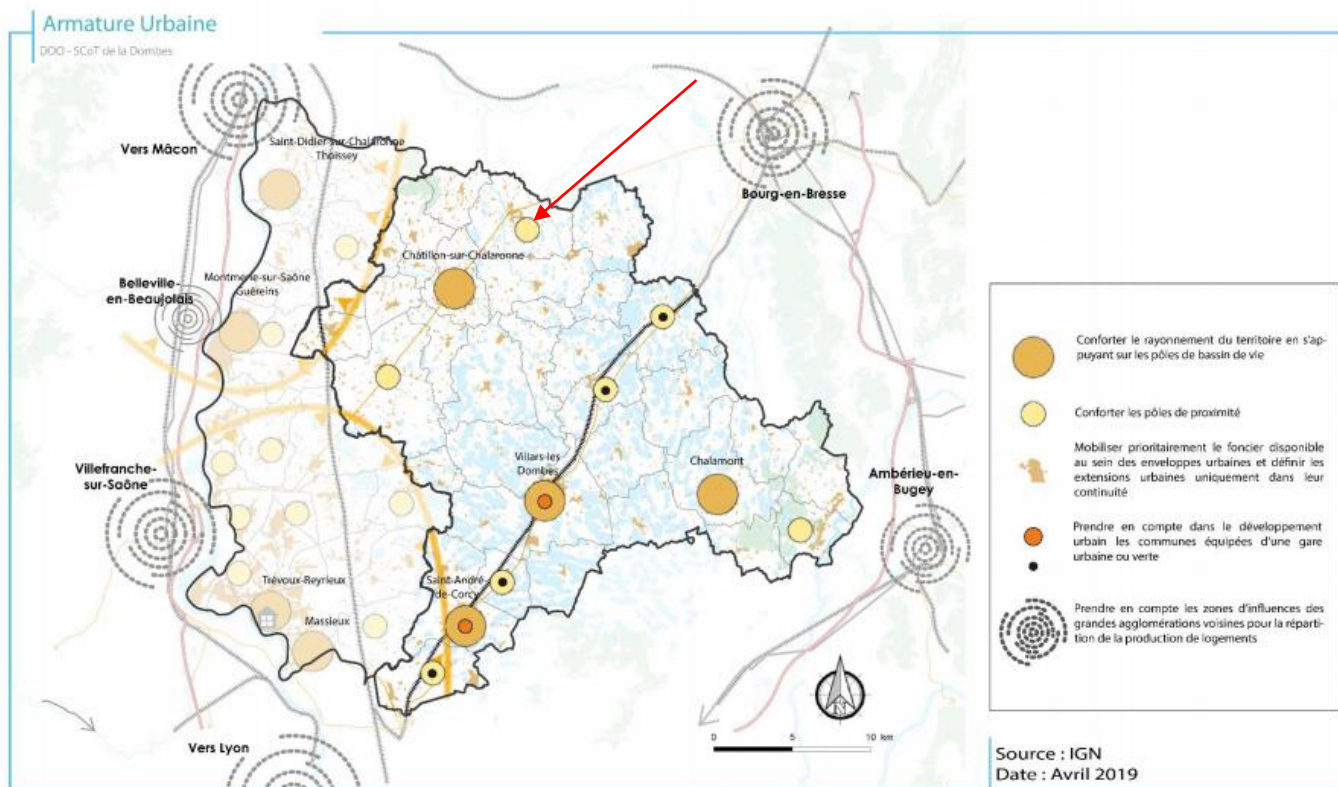 Armature Urbaine
DOO - SCoT de la Dombes
Vers Mâcon
Saint-Didier-sur-Chalaronne
Thoissey
Bourg-en-Bresse
Châtillon-sur-Chalaronne
Montmerle-sur-Saône
Guéreins
Belleville-
en-Beaujolais
Villars-les
Dombes
Chalamont
Villefranche-
sur-Saône
Ambérieu-en-
Bugey
Trévoux-Reyrieux
Massieux
Saint-André-
de-Corcy
Vers Lyon
N
0 5 10 km
Conforter le rayonnement du territoire en s'ap-
puyant sur les pôles de bassin de vie
Conforter les pôles de proximité
Mobiliser prioritairement le foncier disponible
au sein des enveloppes urbaines et définir les
extensions urbaines uniquement dans leur
continuité
Prendre en compte dans le développement
urbain les communes équipées d'une gare
urbaine ou verte
Prendre en compte les zones d'influences des
grandes agglomérations voisines pour la réparti-
tion de la production de logements
Source : IGN
Date : Avril 2019